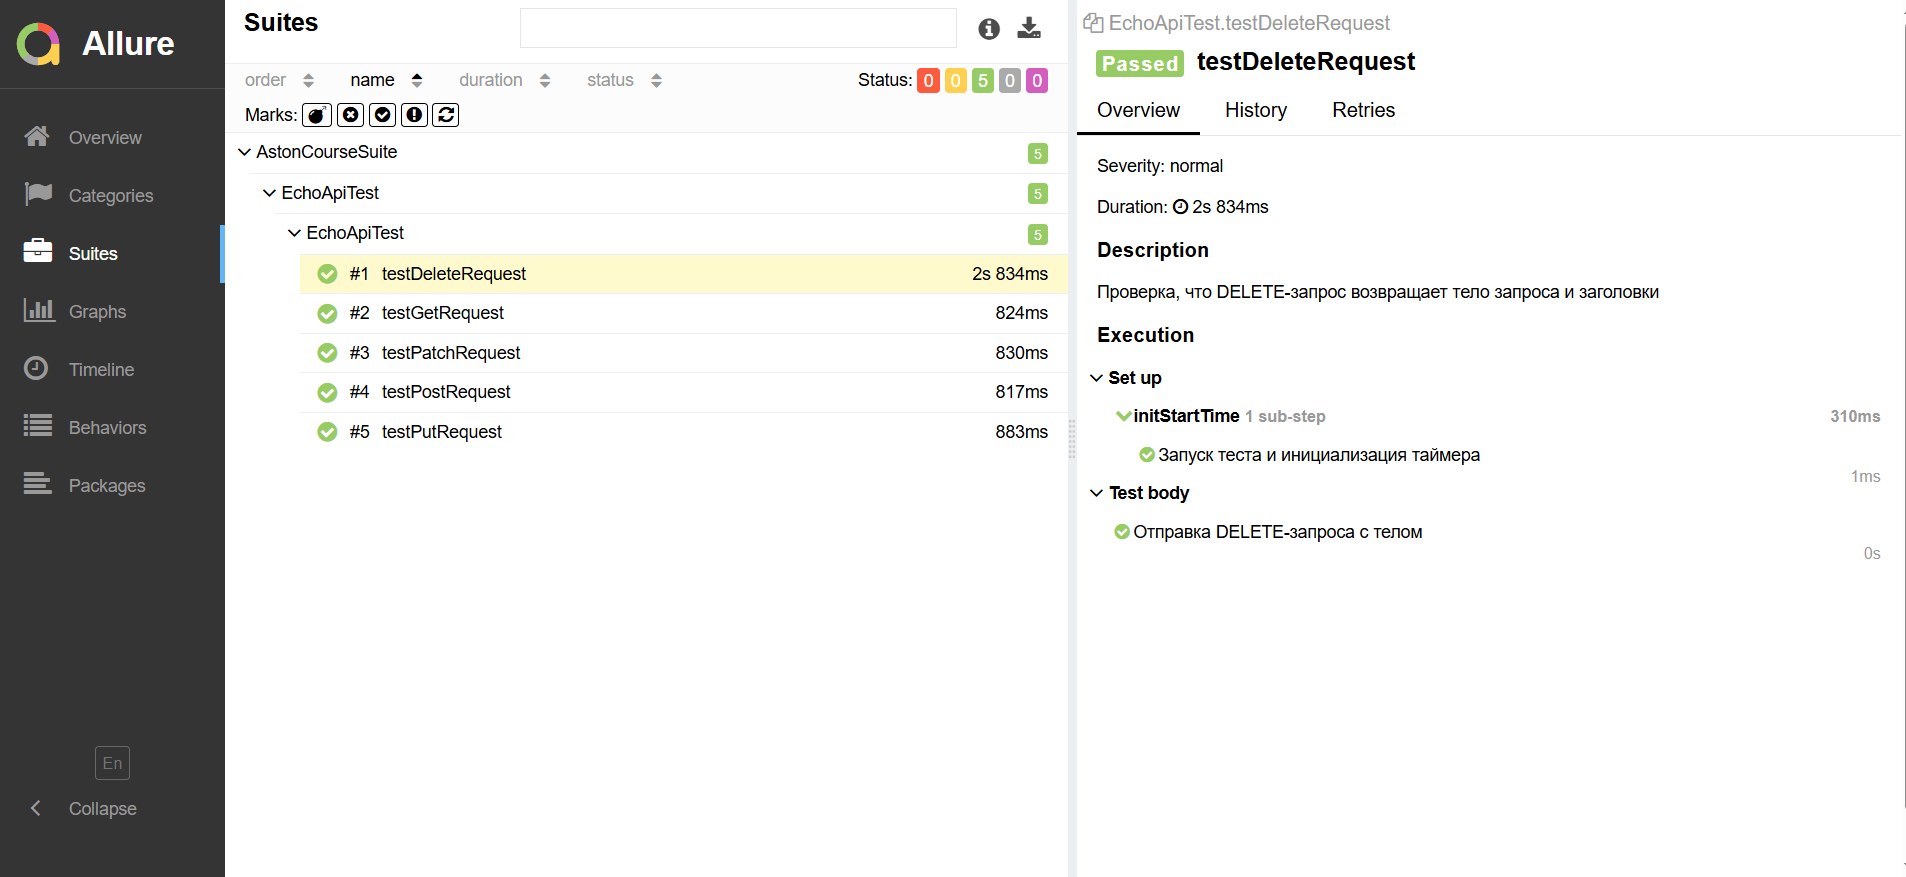 Allure
Overview
Categories
Suites
Graphs
Timeline
Behaviors
Packages
En
Collapse
Suites
order name duration status Status: 0 0 5 0 0
Marks:
AstonCourseSuite 5
EchoApiTest 5
EchoApiTest 5
#1 testDeleteRequest 2s 834ms
#2 testGetRequest 824ms
#3 testPatchRequest 830ms
#4 testPostRequest 817ms
#5 testPutRequest 883ms
EchoApiTest.testDeleteRequest
Passed testDeleteRequest
Overview History Retries
Severity: normal
Duration: 2s 834ms
Description
Проверка, что DELETE-запрос возвращает тело запроса и заголовки
Execution
Set up
initStartTime 1 sub-step 310ms
Запуск теста и инициализация таймера
1ms
Test body
Отправка DELETE-запроса с телом
0s